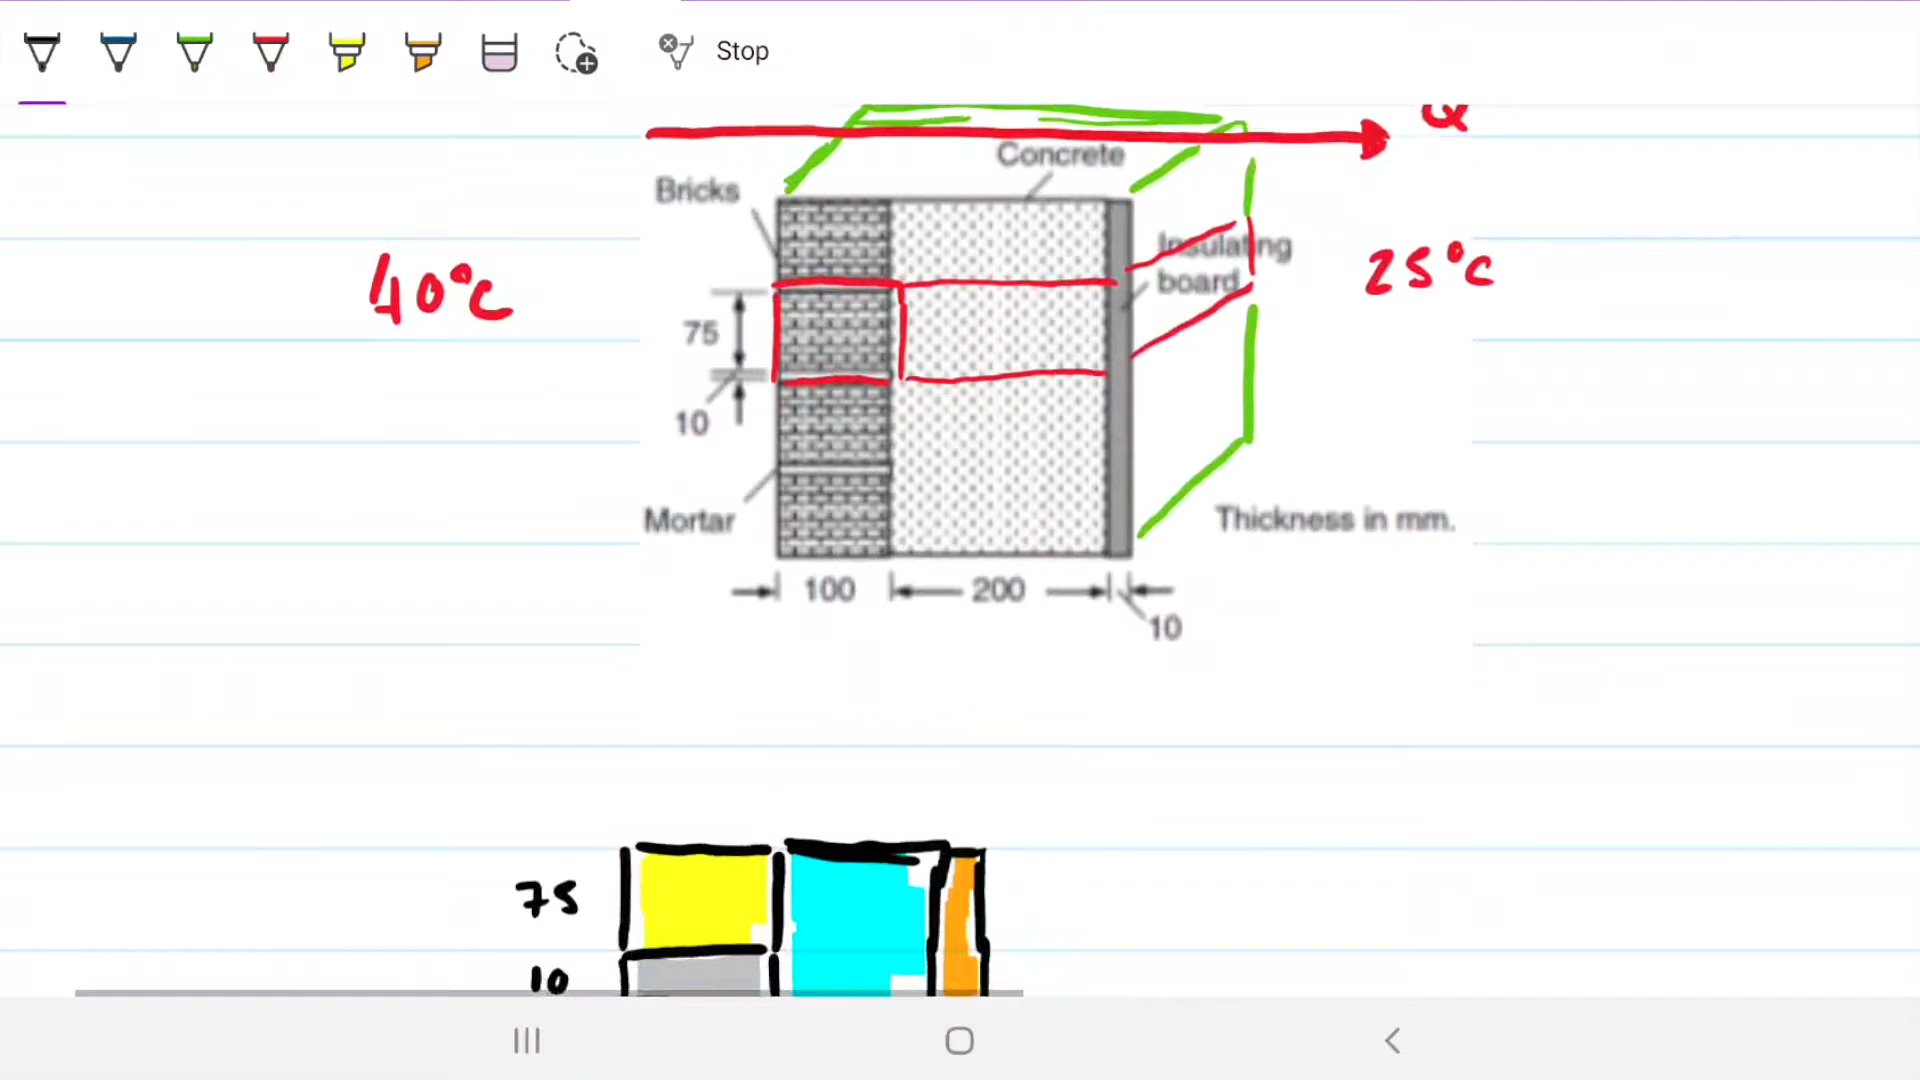 Stop
Q
Concrete
Bricks
Insulating
board
40°C
25°C
75
10
Mortar
Thickness in mm.
100
200
10
75
10